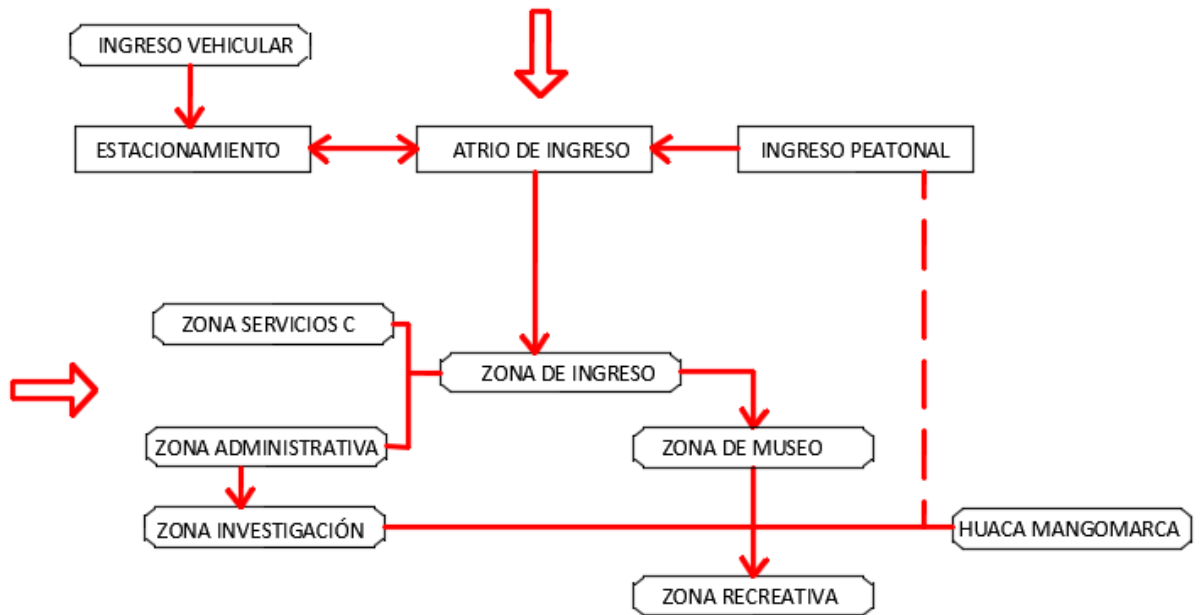 INGRESO VEHICULAR
ESTACIONAMIENTO
ATRIO DE INGRESO
INGRESO PEATONAL
ZONA SERVICIOS C
ZONA DE INGRESO
ZONA ADMINISTRATIVA
ZONA DE MUSEO
ZONA INVESTIGACIÓN
HUACA MANGOMARCA
ZONA RECREATIVA